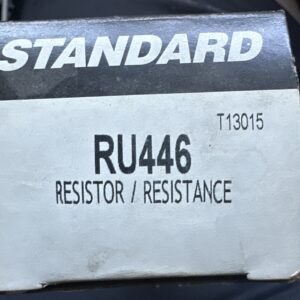 STANDARD
T13015
RU446
RESISTOR / RESISTANCE